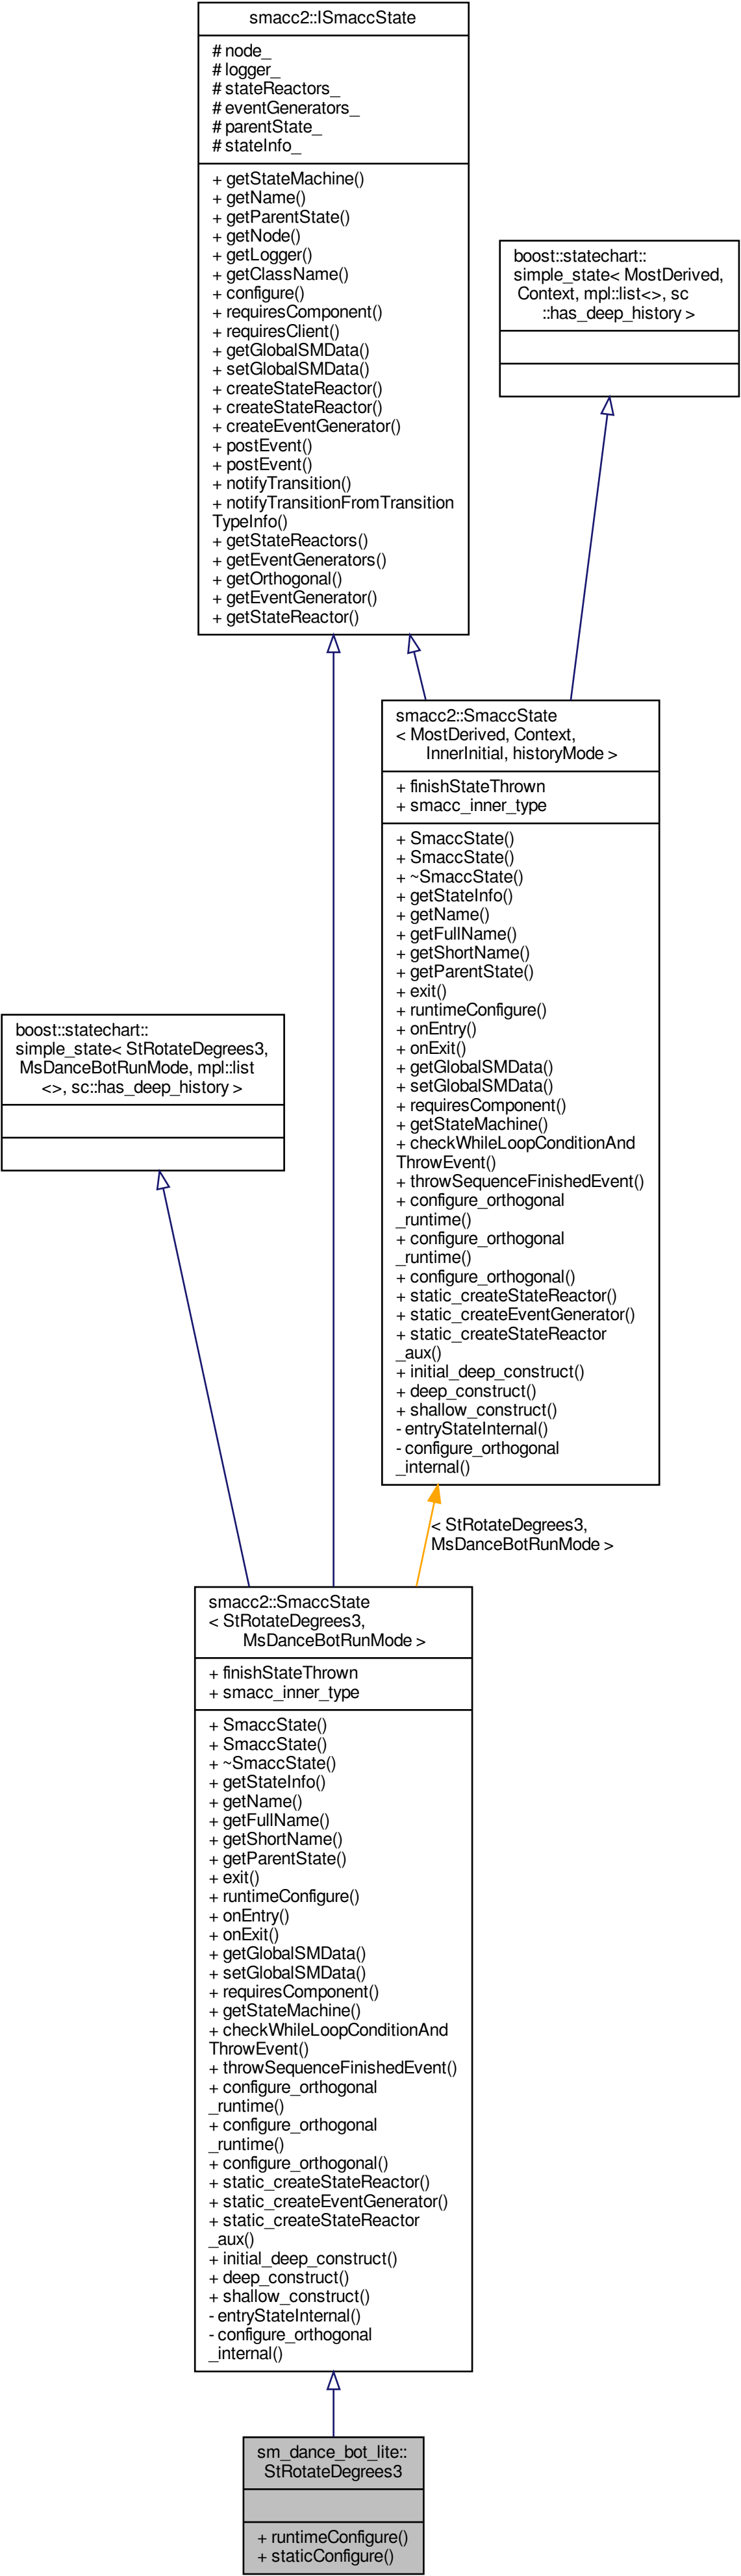 smacc2::ISmaccState
# node_
# logger_
# stateReactors_
# eventGenerators_
# parentState_
# stateInfo_
+ getStateMachine()
+ getName()
+ getParentState()
+ getNode()
+ getLogger()
+ getClassName()
+ configure()
+ requiresComponent()
+ requiresClient()
+ getGlobalSMData()
+ setGlobalSMData()
+ createStateReactor()
+ createStateReactor()
+ createEventGenerator()
+ postEvent()
+ postEvent()
+ notifyTransition()
+ notifyTransitionFromTransition
TypeInfo()
+ getStateReactors()
+ getEventGenerators()
+ getOrthogonal()
+ getEventGenerator()
+ getStateReactor()
boost::statechart::
simple_state< MostDerived,
Context, mpl::list<>, sc
::has_deep_history >
smacc2::SmaccState
< MostDerived, Context,
InnerInitial, historyMode >
+ finishStateThrown
+ smacc_inner_type
+ SmaccState()
+ SmaccState()
+ ~SmaccState()
+ getStateInfo()
+ getName()
+ getFullName()
+ getShortName()
+ getParentState()
+ exit()
+ runtimeConfigure()
+ onEntry()
+ onExit()
+ getGlobalSMData()
+ setGlobalSMData()
+ requiresComponent()
+ getStateMachine()
+ checkWhileLoopConditionAnd
ThrowEvent()
+ throwSequenceFinishedEvent()
+ configure_orthogonal
_runtime()
+ configure_orthogonal
_runtime()
+ configure_orthogonal()
+ static_createStateReactor()
+ static_createEventGenerator()
+ static_createStateReactor
_aux()
+ initial_deep_construct()
+ deep_construct()
+ shallow_construct()
- entryStateInternal()
- configure_orthogonal
_internal()
boost::statechart::
simple_state< StRotateDegrees3,
MsDanceBotRunMode, mpl::list
<>, sc::has_deep_history >
< StRotateDegrees3,
MsDanceBotRunMode >
smacc2::SmaccState
< StRotateDegrees3,
MsDanceBotRunMode >
+ finishStateThrown
+ smacc_inner_type
+ SmaccState()
+ SmaccState()
+ ~SmaccState()
+ getStateInfo()
+ getName()
+ getFullName()
+ getShortName()
+ getParentState()
+ exit()
+ runtimeConfigure()
+ onEntry()
+ onExit()
+ getGlobalSMData()
+ setGlobalSMData()
+ requiresComponent()
+ getStateMachine()
+ checkWhileLoopConditionAnd
ThrowEvent()
+ throwSequenceFinishedEvent()
+ configure_orthogonal
_runtime()
+ configure_orthogonal
_runtime()
+ configure_orthogonal()
+ static_createStateReactor()
+ static_createEventGenerator()
+ static_createStateReactor
_aux()
+ initial_deep_construct()
+ deep_construct()
+ shallow_construct()
- entryStateInternal()
- configure_orthogonal
_internal()
sm_dance_bot_lite::
StRotateDegrees3
+ runtimeConfigure()
+ staticConfigure()